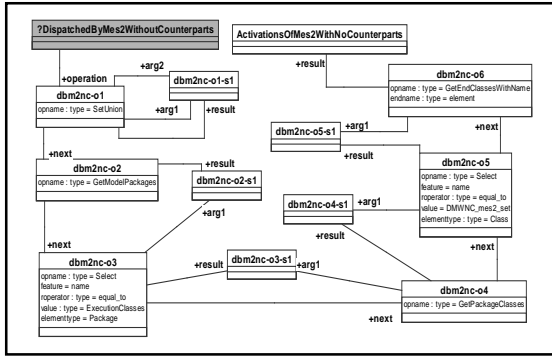 ?DispatchedByMes2WithoutCounterparts
ActivationsOfMes2WithNoCounterparts
+operation
+arg2
+result
dbm2nc-o1
opname : type = SetUnion
dbm2nc-o1-s1
+arg1
+result
dbm2nc-o6
opname : type = GetEndClassesWithName
endname : type = element
+next
dbm2nc-o5-s1
+arg1
+result
+next
dbm2nc-o2
opname : type = GetModelPackages
+result
dbm2nc-o2-s1
+arg1
dbm2nc-o5
opname : type = Select
feature = name
roperator : type = equal_to
value = DMWNC_mes2_set
elementtype : type = Class
dbm2nc-o4-s1
+arg1
+result
+next
+next
dbm2nc-o3
opname : type = Select
feature = name
roperator : type = equal_to
value : type = ExecutionClasses
elementtype : type = Package
+result
dbm2nc-o3-s1
+arg1
dbm2nc-o4
opname : type = GetPackageClasses
+next